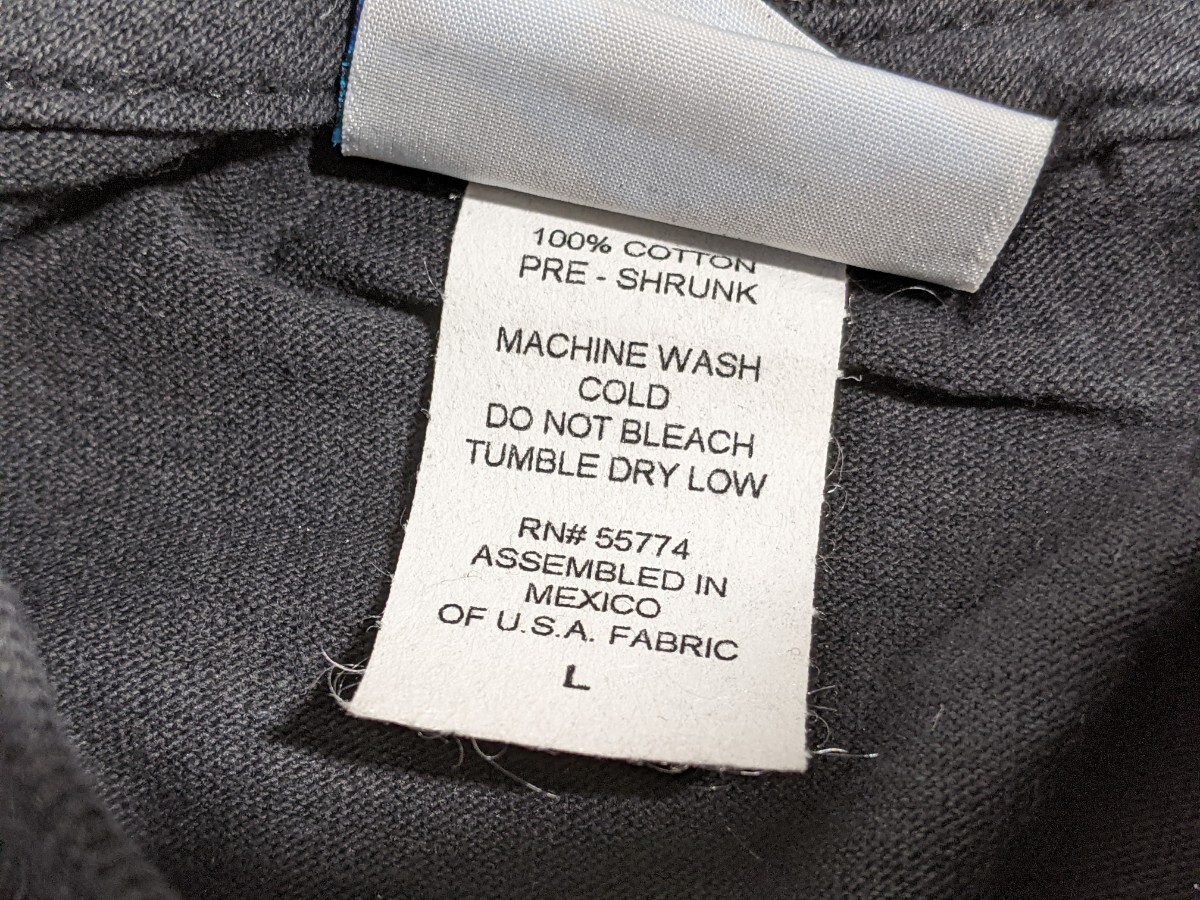 100% COTTON
PRE - SHRUNK
MACHINE WASH
COLD
DO NOT BLEACH
TUMBLE DRY LOW
RN# 55774
ASSEMBLED IN
MEXICO
OF U.S.A. FABRIC
L